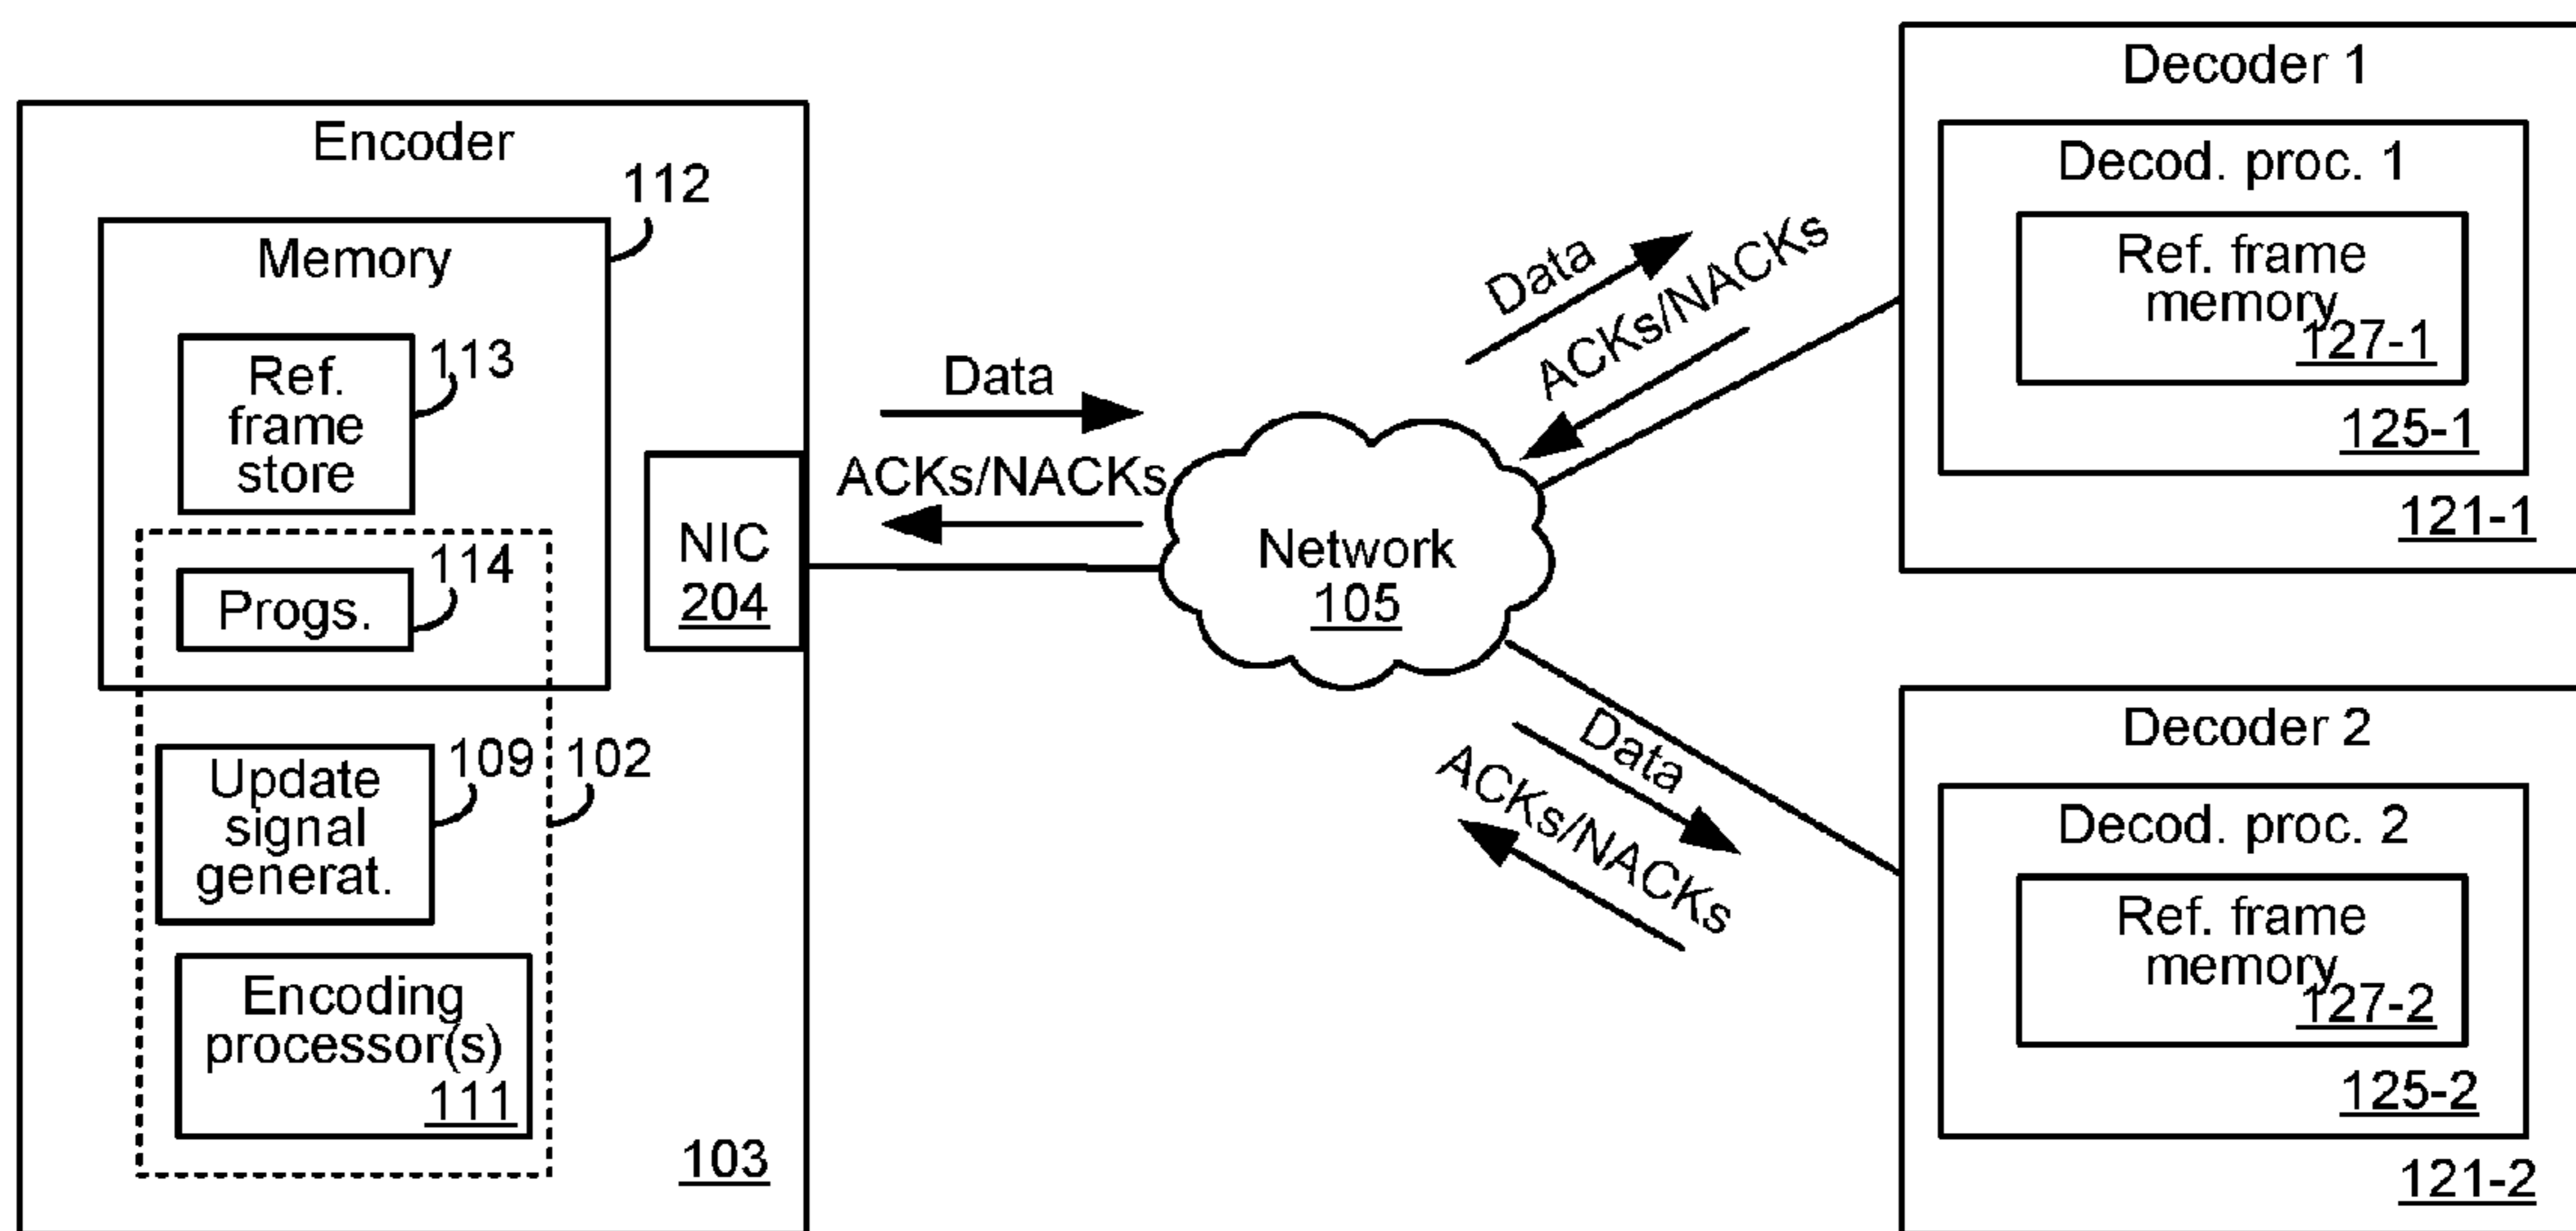 Encoder
112
Memory
Ref.
frame
store
113
Progs.
114
Update
signal
generat.
109
102
Encoding
processor(s)
111
103
NIC
204
Data
ACKs/NACKs
Network
105
Data
ACKs/NACKs
Data
ACKs/NACKs
Decoder 1
Decod. proc. 1
Ref. frame
memory
127-1
125-1
121-1
Decoder 2
Decod. proc. 2
Ref. frame
memory
127-2
125-2
121-2